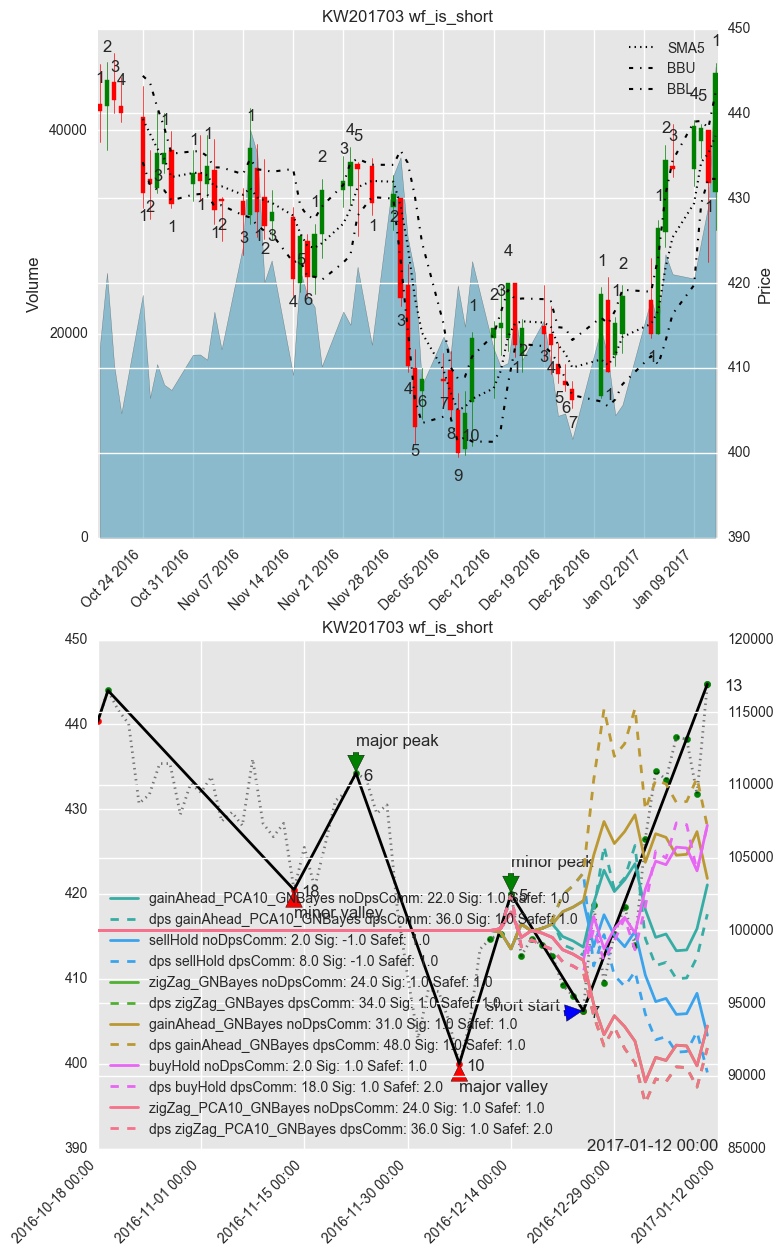 KW201703 wf_is_short
SMA5
BBU
BBL
Volume
40000
20000
0
Price
450
440
430
420
410
400
390
Oct 24 2016
Oct 31 2016
Nov 07 2016
Nov 14 2016
Nov 21 2016
Nov 28 2016
Dec 05 2016
Dec 12 2016
Dec 19 2016
Dec 26 2016
Jan 02 2017
Jan 09 2017
KW201703 wf_is_short
450
440
430
420
410
400
390
120000
115000
110000
105000
100000
95000
90000
85000
13
major peak
6
minor peak
5
18
minor valley
short start
10
major valley
gainAhead_PCA10_GNBayes noDpsComm: 22.0 Sig: 1.0 Safef: 1.0
dps gainAhead_PCA10_GNBayes dpsComm: 36.0 Sig: 1.0 Safef: 1.0
sellHold noDpsComm: 2.0 Sig: -1.0 Safef: 1.0
dps sellHold dpsComm: 8.0 Sig: -1.0 Safef: 1.0
zigZag_GNBayes noDpsComm: 24.0 Sig: 1.0 Safef: 1.0
dps zigZag_GNBayes dpsComm: 34.0 Sig: 1.0 Safef: 1.0
gainAhead_GNBayes noDpsComm: 31.0 Sig: 1.0 Safef: 1.0
dps gainAhead_GNBayes dpsComm: 48.0 Sig: 1.0 Safef: 1.0
buyHold noDpsComm: 2.0 Sig: 1.0 Safef: 1.0
dps buyHold dpsComm: 18.0 Sig: 1.0 Safef: 2.0
zigZag_PCA10_GNBayes noDpsComm: 24.0 Sig: 1.0 Safef: 1.0
dps zigZag_PCA10_GNBayes dpsComm: 36.0 Sig: 1.0 Safef: 2.0
2017-01-12 00:00
2016-10-18 00:00
2016-11-01 00:00
2016-11-15 00:00
2016-11-30 00:00
2016-12-14 00:00
2016-12-29 00:00
2017-01-12 00:00